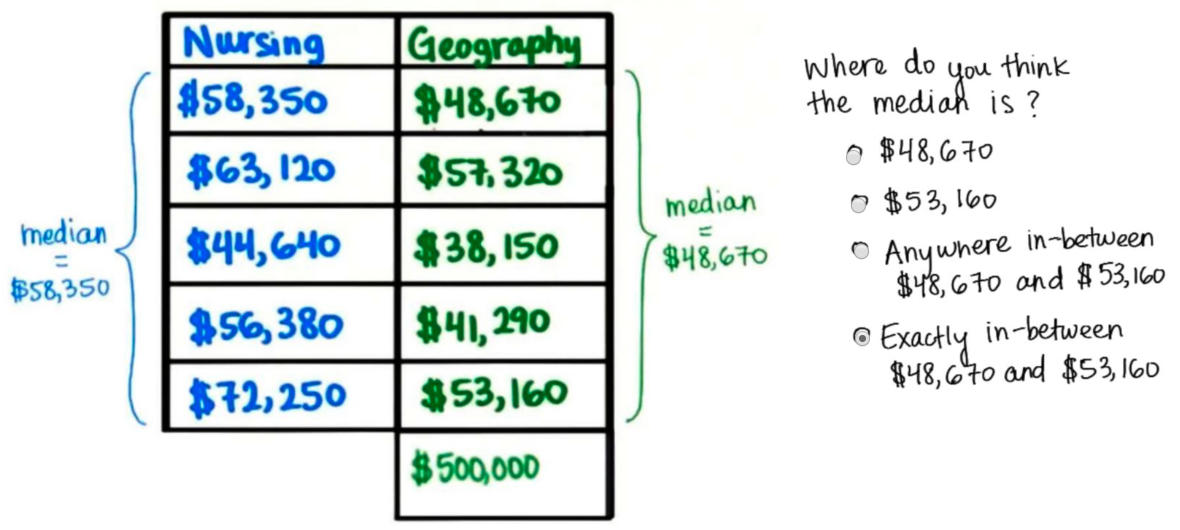 Nursing Geography
$58,350 $48,670
$63,120 $57,320
$44,640 $38,150
$56,380 $41,290
$72,250 $53,160
$500,000
median
=
$58,350
median
=
$48,670
Where do you think
the median is?
$48,670
$53,160
Anywhere in-between
$48,670 and $53,160
Exactly in-between
$48,670 and $53,160